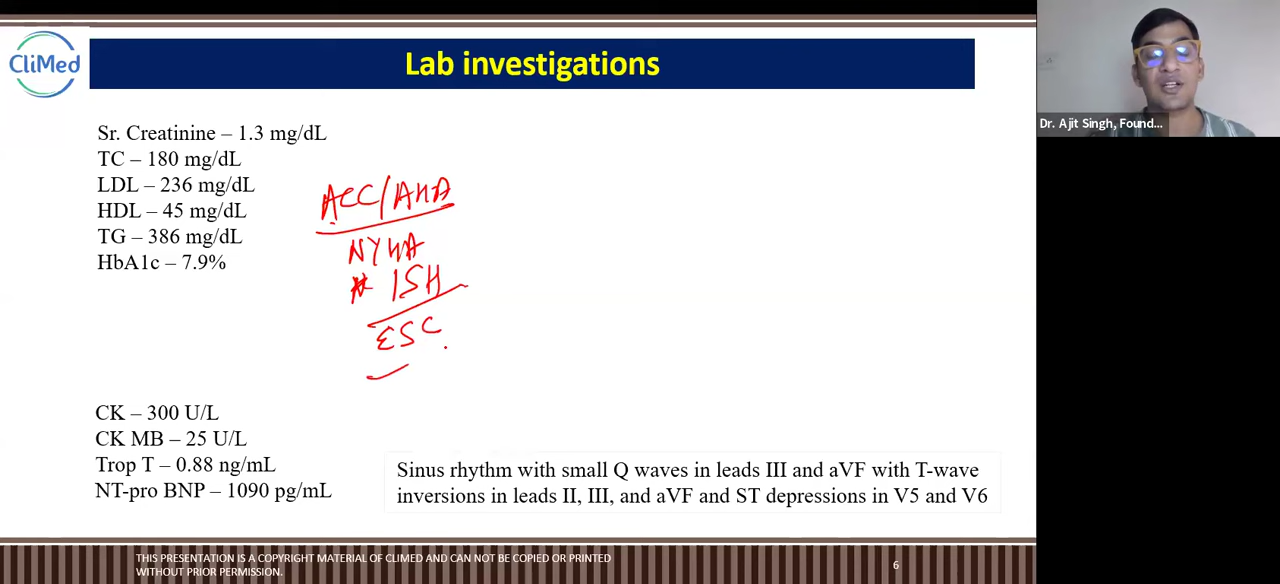 CliMed
Lab investigations
Dr. Ajit Singh, Found...
Sr. Creatinine – 1.3 mg/dL
TC – 180 mg/dL
LDL – 236 mg/dL
HDL – 45 mg/dL
TG – 386 mg/dL
HbA1c – 7.9%
ACC/AHA
NYHA
ISH
ESC
CK – 300 U/L
CK MB – 25 U/L
Trop T – 0.88 ng/mL
NT-pro BNP – 1090 pg/mL
Sinus rhythm with small Q waves in leads III and aVF with T-wave
inversions in leads II, III, and aVF and ST depressions in V5 and V6
THIS PRESENTATION IS A COPYRIGHT MATERIAL OF CLIMED AND CAN NOT BE COPIED OR PRINTED
WITHOUT PRIOR PERMISSION.
6